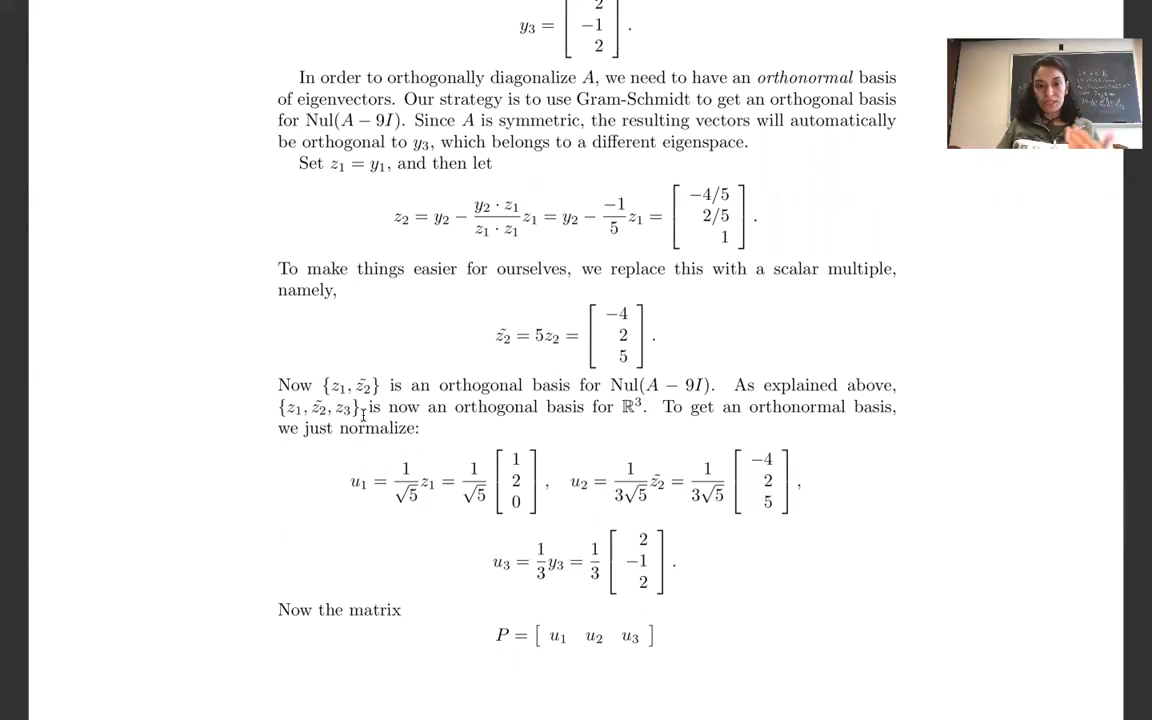 y₃ = [ 2 −1 2 ] .
In order to orthogonally diagonalize A, we need to have an orthonormal basis
of eigenvectors. Our strategy is to use Gram-Schmidt to get an orthogonal basis
for Nul(A − 9I). Since A is symmetric, the resulting vectors will automatically
be orthogonal to y₃, which belongs to a different eigenspace.
Set z₁ = y₁, and then let
z₂ = y₂ − (y₂ · z₁)/(z₁ · z₁) z₁ = y₂ − (−1)/5 z₁ = [ −4/5 2/5 1 ] .
To make things easier for ourselves, we replace this with a scalar multiple,
namely,
z̃₂ = 5z₂ = [ −4 2 5 ] .
Now {z₁, z̃₂} is an orthogonal basis for Nul(A − 9I). As explained above,
{z₁, z̃₂, z₃}, is now an orthogonal basis for ℝ³. To get an orthonormal basis,
we just normalize:
u₁ = 1/√5 z₁ = 1/√5 [ 1 2 0 ] , u₂ = 1/(3√5) z̃₂ = 1/(3√5) [ −4 2 5 ] ,
u₃ = 1/3 y₃ = 1/3 [ 2 −1 2 ] .
Now the matrix
P = [ u₁ u₂ u₃ ]